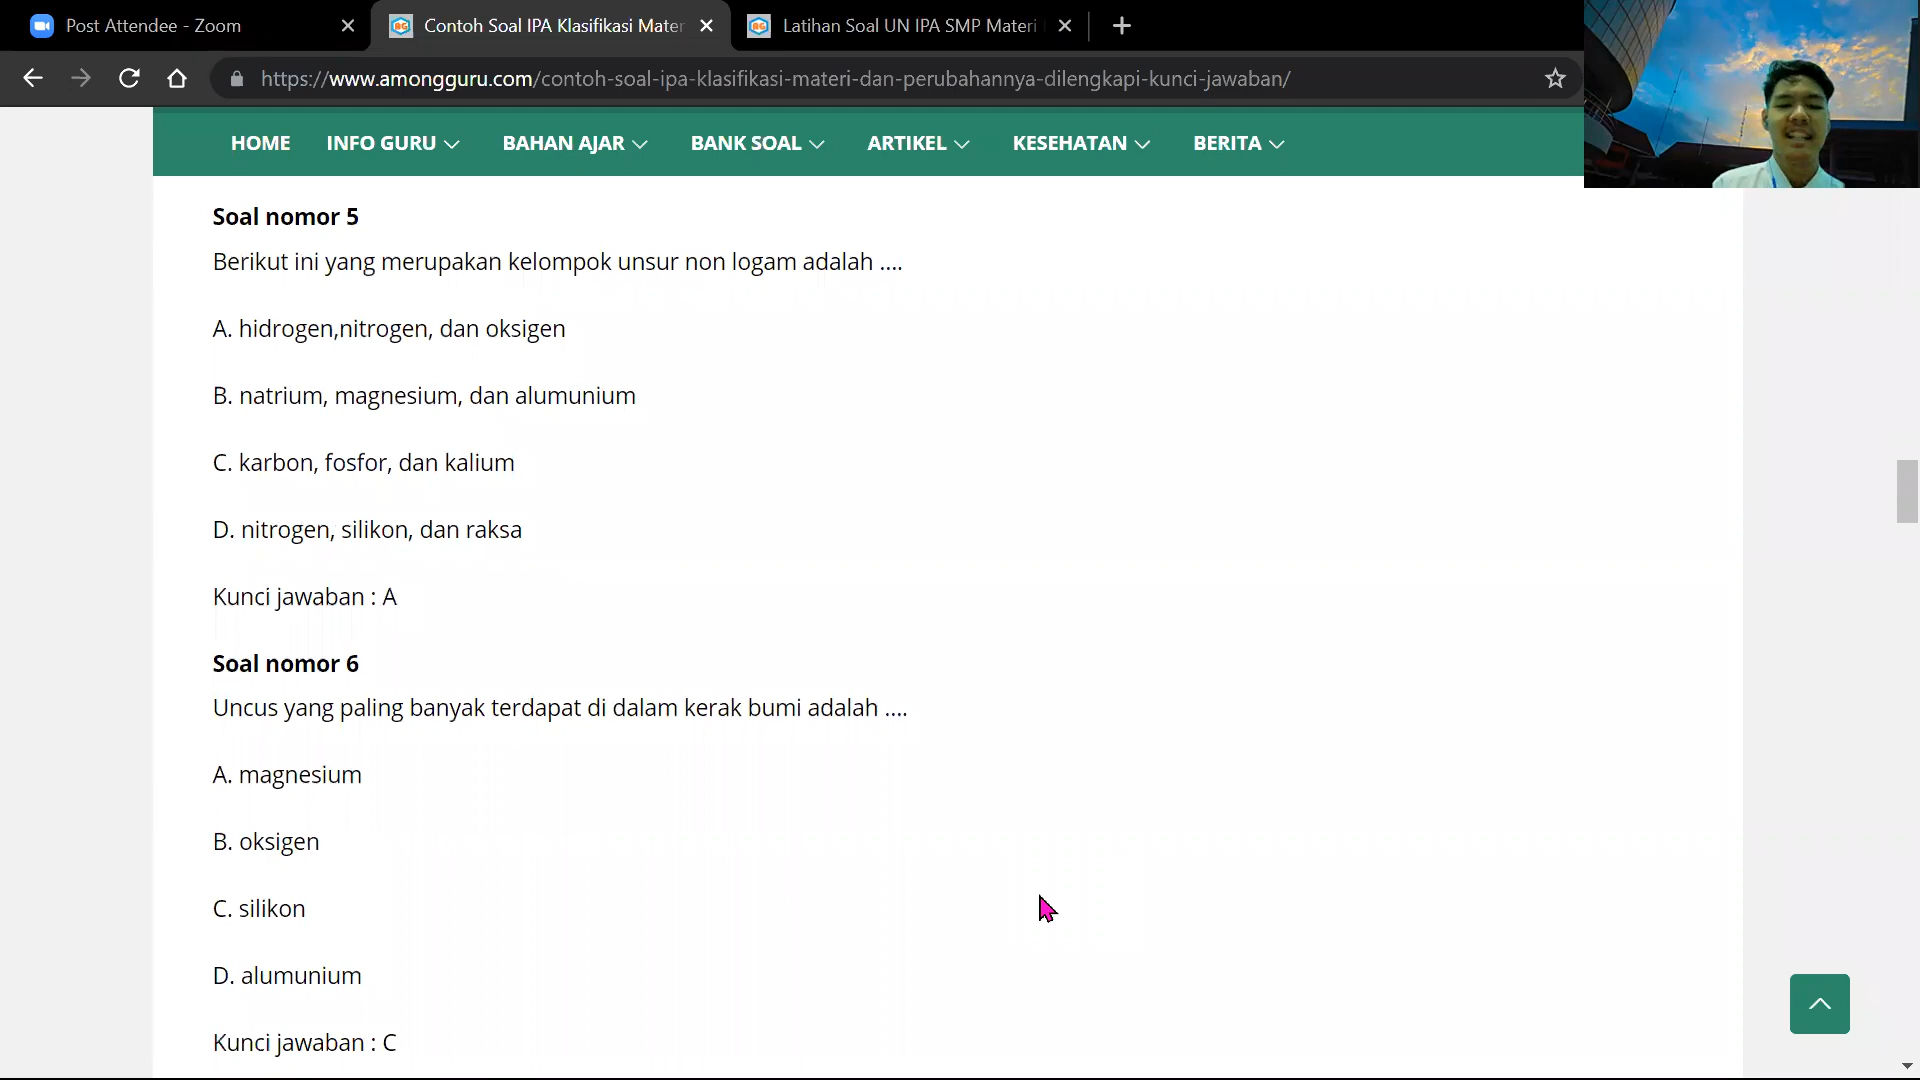 Post Attendee - Zoom
Contoh Soal IPA Klasifikasi Mater
Latihan Soal UN IPA SMP Materi
https://www.amongguru.com/contoh-soal-ipa-klasifikasi-materi-dan-perubahannya-dilengkapi-kunci-jawaban/
HOME INFO GURU BAHAN AJAR BANK SOAL ARTIKEL KESEHATAN BERITA
Soal nomor 5
Berikut ini yang merupakan kelompok unsur non logam adalah ....
A. hidrogen,nitrogen, dan oksigen
B. natrium, magnesium, dan alumunium
C. karbon, fosfor, dan kalium
D. nitrogen, silikon, dan raksa
Kunci jawaban : A
Soal nomor 6
Uncus yang paling banyak terdapat di dalam kerak bumi adalah ....
A. magnesium
B. oksigen
C. silikon
D. alumunium
Kunci jawaban : C